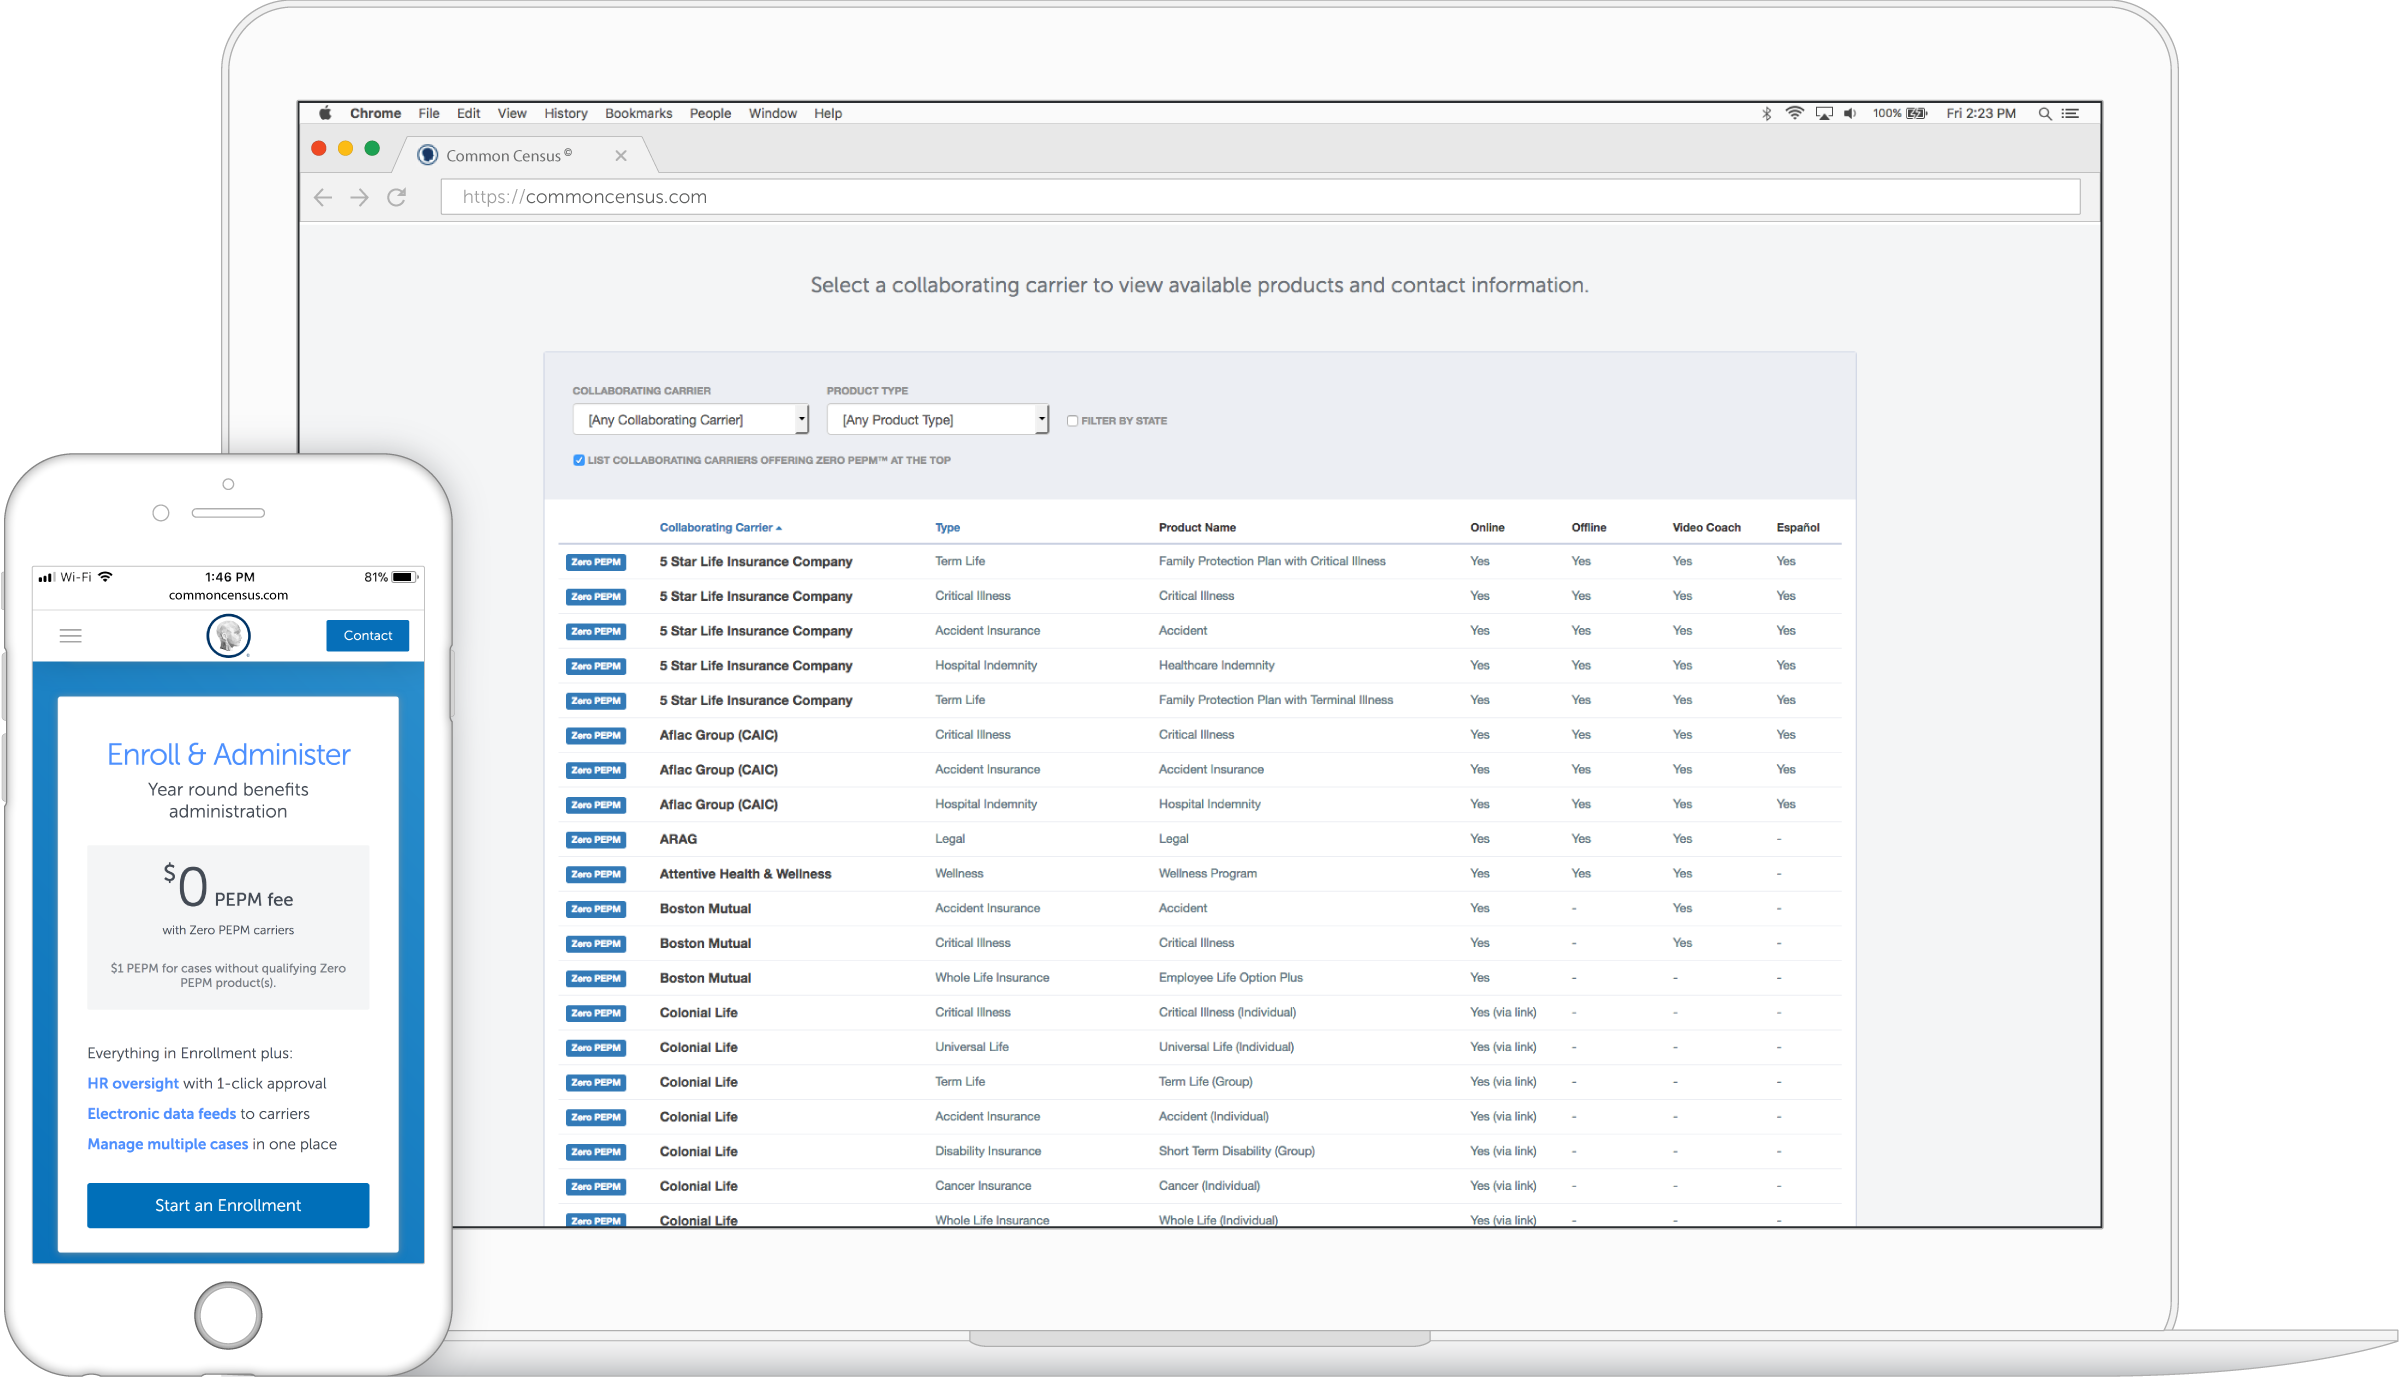 Chrome File Edit View History Bookmarks People Window Help 100% Fri 2:23 PM
Common Census ©
https://commoncensus.com
Select a collaborating carrier to view available products and contact information.
COLLABORATING CARRIER PRODUCT TYPE
[Any Collaborating Carrier] [Any Product Type] FILTER BY STATE
LIST COLLABORATING CARRIERS OFFERING ZERO PEPM™ AT THE TOP
Collaborating Carrier Type Product Name Online Offline Video Coach Español
Zero PEPM 5 Star Life Insurance Company Term Life Family Protection Plan with Critical Illness Yes Yes Yes Yes
Zero PEPM 5 Star Life Insurance Company Critical Illness Critical Illness Yes Yes Yes Yes
Zero PEPM 5 Star Life Insurance Company Accident Insurance Accident Yes Yes Yes Yes
Zero PEPM 5 Star Life Insurance Company Hospital Indemnity Healthcare Indemnity Yes Yes Yes Yes
Zero PEPM 5 Star Life Insurance Company Term Life Family Protection Plan with Terminal Illness Yes Yes Yes Yes
Zero PEPM Aflac Group (CAIC) Critical Illness Critical Illness Yes Yes Yes Yes
Zero PEPM Aflac Group (CAIC) Accident Insurance Accident Insurance Yes Yes Yes Yes
Zero PEPM Aflac Group (CAIC) Hospital Indemnity Hospital Indemnity Yes Yes Yes Yes
Zero PEPM ARAG Legal Legal Yes Yes Yes -
Zero PEPM Attentive Health & Wellness Wellness Wellness Program Yes Yes Yes -
Zero PEPM Boston Mutual Accident Insurance Accident Yes - Yes -
Zero PEPM Boston Mutual Critical Illness Critical Illness Yes - Yes -
Zero PEPM Boston Mutual Whole Life Insurance Employee Life Option Plus Yes - - -
Zero PEPM Colonial Life Critical Illness Critical Illness (Individual) Yes (via link) - - -
Zero PEPM Colonial Life Universal Life Universal Life (Individual) Yes (via link) - - -
Zero PEPM Colonial Life Term Life Term Life (Group) Yes (via link) - - -
Zero PEPM Colonial Life Accident Insurance Accident (Individual) Yes (via link) - - -
Zero PEPM Colonial Life Disability Insurance Short Term Disability (Group) Yes (via link) - - -
Zero PEPM Colonial Life Cancer Insurance Cancer (Individual) Yes (via link) - - -
Zero PEPM Colonial Life Whole Life Insurance Whole Life (Individual) Yes (via link) - - -
Wi-Fi 1:46 PM 81%
commoncensus.com
Contact
Enroll & Administer
Year round benefits
administration
$0 PEPM fee
with Zero PEPM carriers
$1 PEPM for cases without qualifying Zero
PEPM product(s).
Everything in Enrollment plus:
HR oversight with 1-click approval
Electronic data feeds to carriers
Manage multiple cases in one place
Start an Enrollment